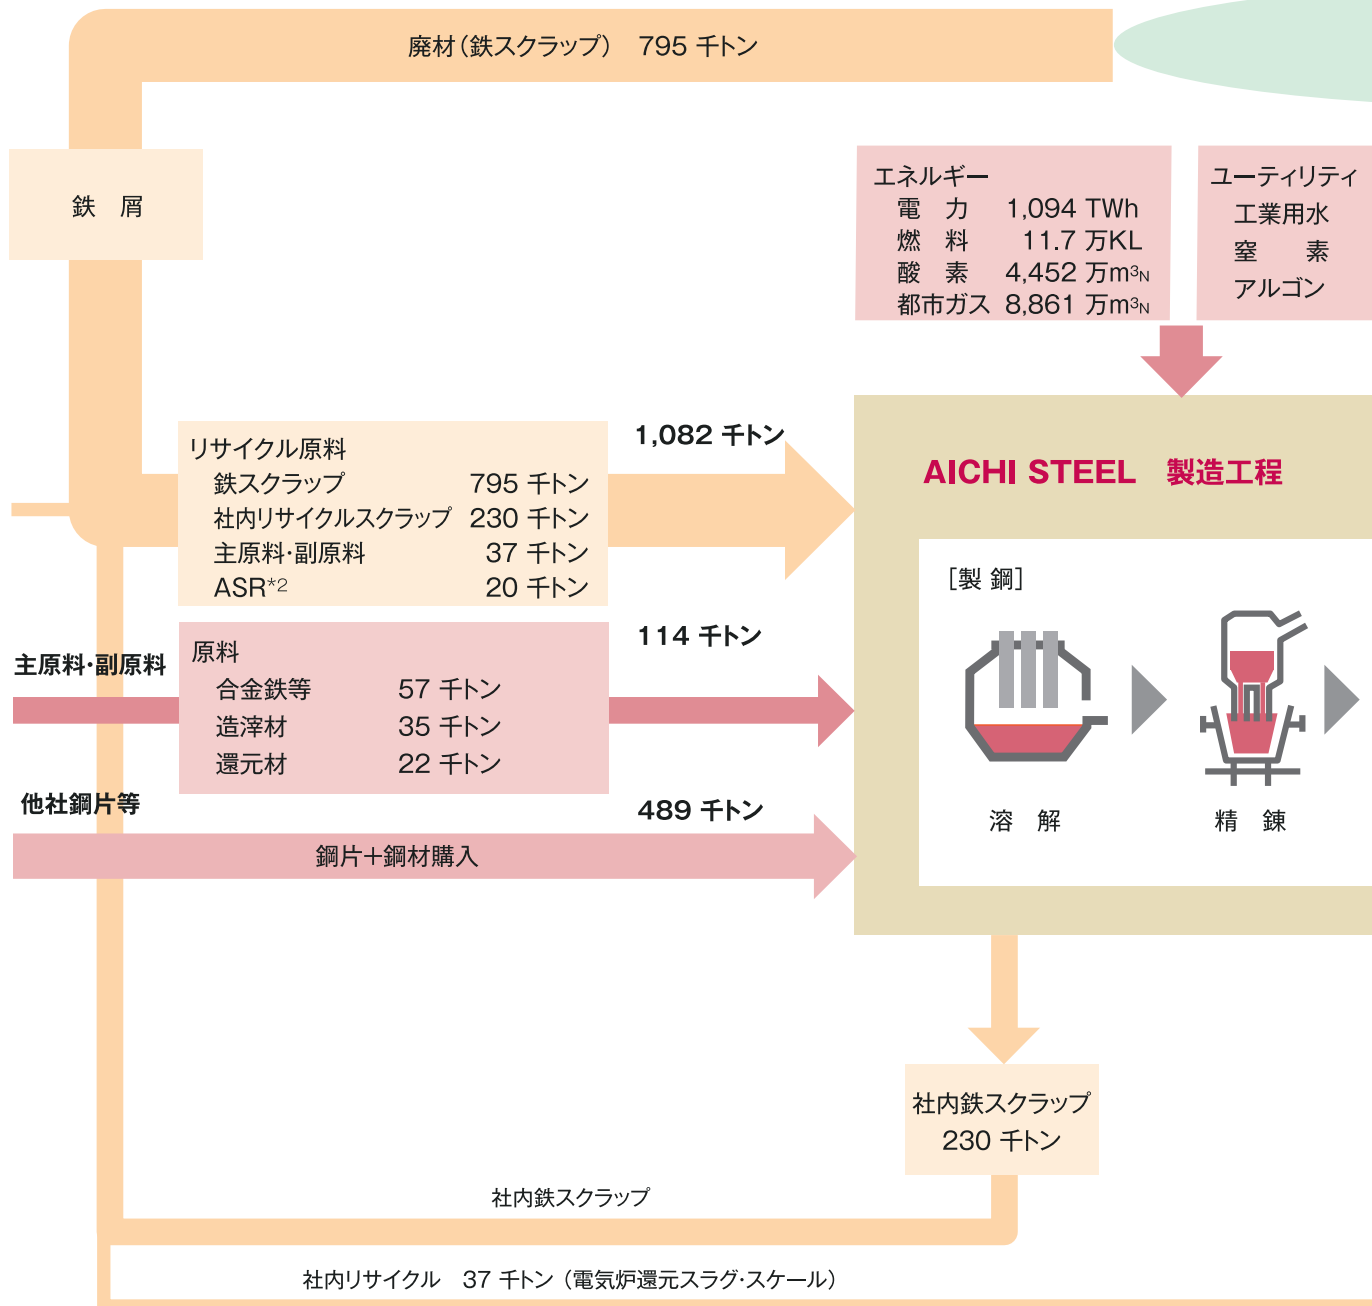 廃材（鉄スクラップ） 795 千トン
鉄 屑
エネルギー
電 力 1,094 TWh
燃 料 11.7 万KL
酸 素 4,452 万m³N
都市ガス 8,861 万m³N
ユーティリティ
工業用水
窒 素
アルゴン
リサイクル原料
鉄スクラップ 795 千トン
社内リサイクルスクラップ 230 千トン
主原料・副原料 37 千トン
ASR*2 20 千トン
1,082 千トン
主原料・副原料
原料
合金鉄等 57 千トン
造滓材 35 千トン
還元材 22 千トン
114 千トン
他社鋼片等
489 千トン
鋼片＋鋼材購入
AICHI STEEL 製造工程
［製 鋼］
溶 解
精 錬
社内鉄スクラップ
230 千トン
社内鉄スクラップ
社内リサイクル 37 千トン（電気炉還元スラグ・スケール）